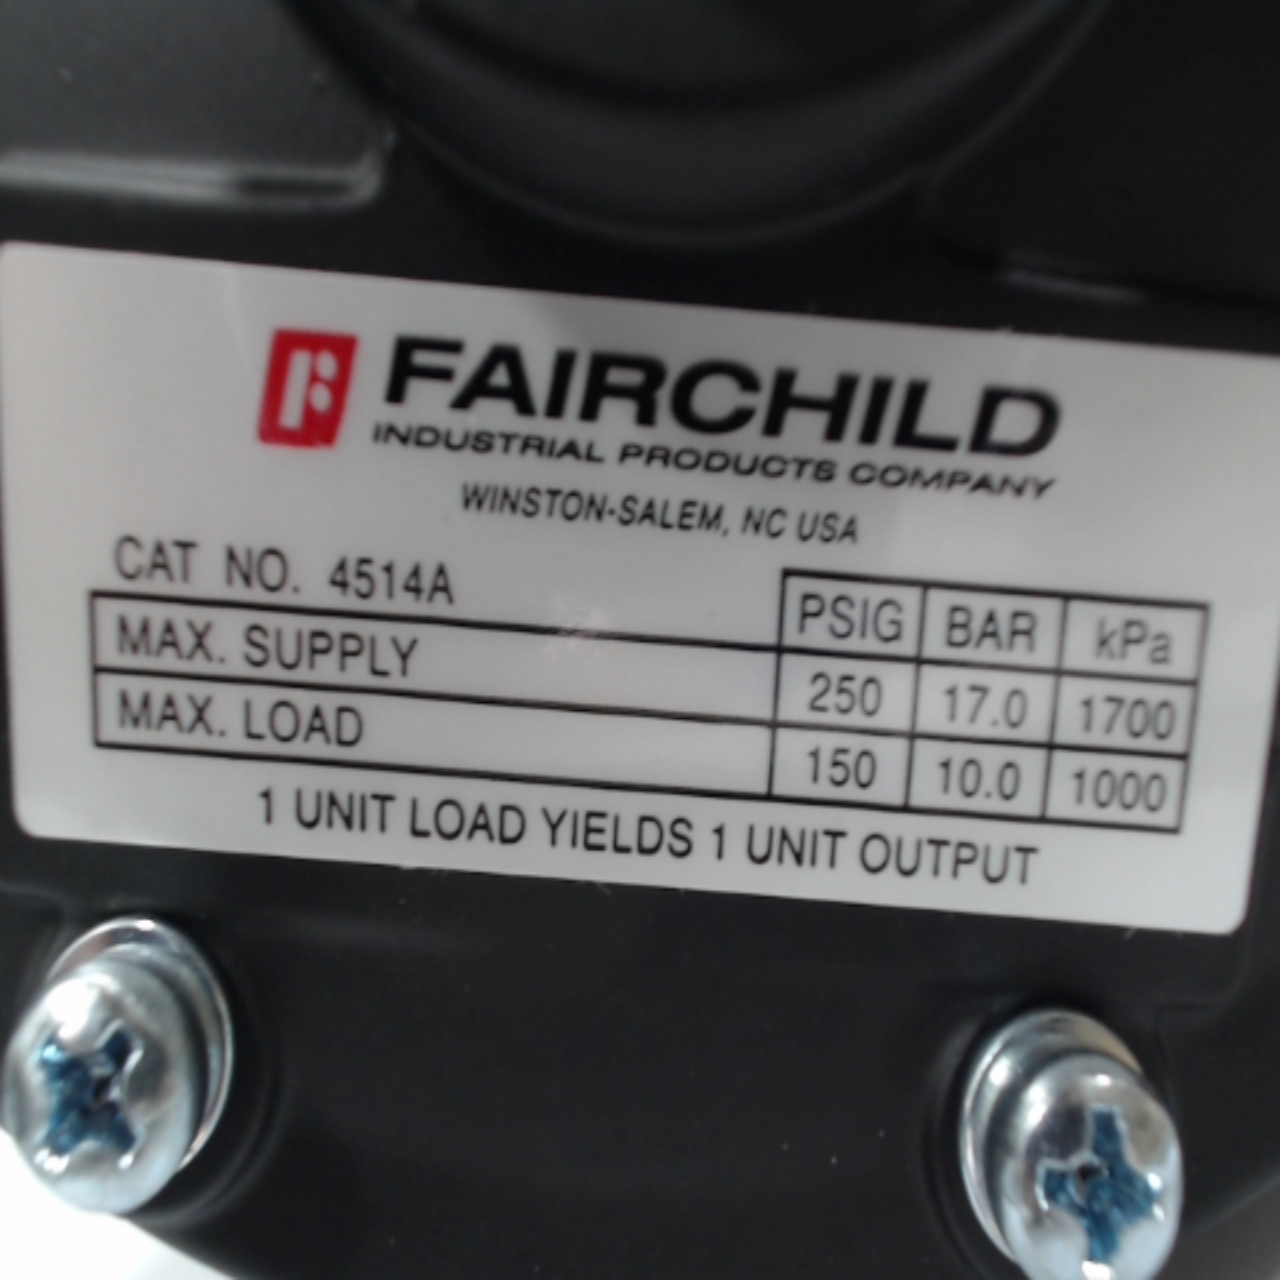 FAIRCHILD
INDUSTRIAL PRODUCTS COMPANY
WINSTON-SALEM, NC USA
CAT NO. 4514A
PSIG BAR kPa
MAX. SUPPLY 250 17.0 1700
MAX. LOAD 150 10.0 1000
1 UNIT LOAD YIELDS 1 UNIT OUTPUT